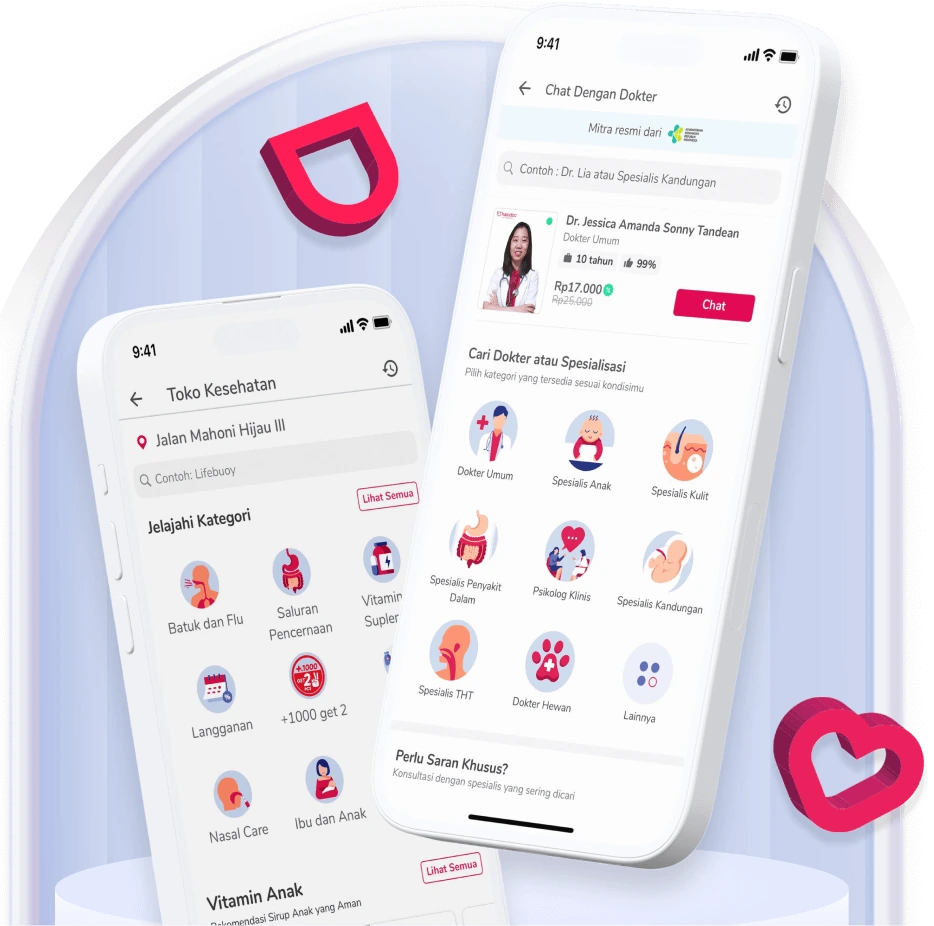 9:41
Chat Dengan Dokter
Mitra resmi dari
Contoh : Dr. Lia atau Spesialis Kandungan
Dr. Jessica Amanda Sonny Tandean
Dokter Umum
10 tahun 99%
Rp17.000
Rp25.000
Chat
Cari Dokter atau Spesialisasi
Pilih kategori yang tersedia sesuai kondisimu
Dokter Umum
Spesialis Anak
Spesialis Kulit
Spesialis Penyakit
Dalam
Psikolog Klinis
Spesialis Kandungan
Spesialis THT
Dokter Hewan
Lainnya
Perlu Saran Khusus?
Konsultasi dengan spesialis yang sering dicari
9:41
Toko Kesehatan
Jalan Mahoni Hijau III
Contoh: Lifebuoy
Jelajahi Kategori
Lihat Semua
Batuk dan Flu
Saluran
Pencernaan
Vitamin
Suplem
Langganan
+1000
GET 2
PCS
+1000 get 2
Nasal Care
Ibu dan Anak
Vitamin Anak
Lihat Semua
Rekomendasi Sirup Anak yang Aman